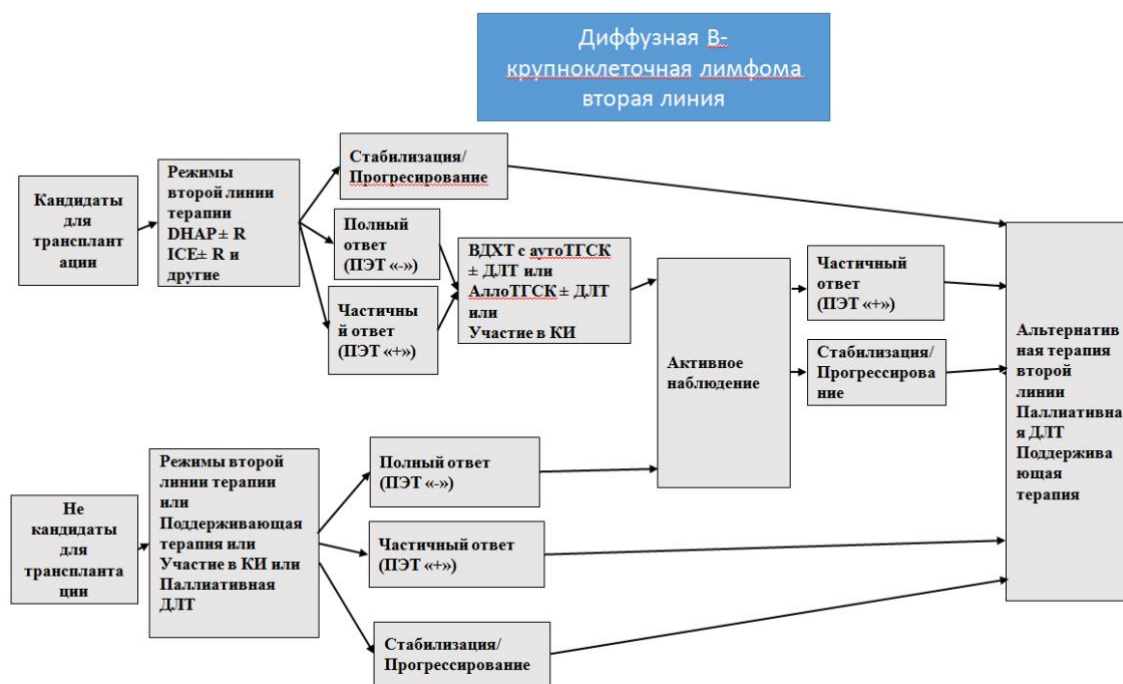 Диффузная В-
крупноклеточная лимфома
вторая линия
Кандидаты
для
трансплант
ации
Режимы
второй линии
терапии
DHAP ± R
ICE± R и
другие
Стабилизация/
Прогресирование
Полный
ответ
(ПЭТ «-»)
Частичны
й ответ
(ПЭТ «+»)
ВДХТ с аутоТГСК
± ДЛТ или
АллоТГСК ± ДЛТ
или
Участие в КИ
Активное
наблюдение
Частичный
ответ
(ПЭТ «+»)
Стабилизация/
Прогрессирова
ние
Альтернатив
ная терапия
второй
линии
Паллиативна
я ДЛТ
Поддержива
ющая
терапия
Не
кандидаты
для
трансплантa
ции
Режимы второй
линии терапии
или
Поддерживающая
терапия или
Участие в КИ или
Паллиативная
ДЛТ
Полный ответ
(ПЭТ «-»)
Частичный ответ
(ПЭТ «+»)
Стабилизация/
Прогрессирование